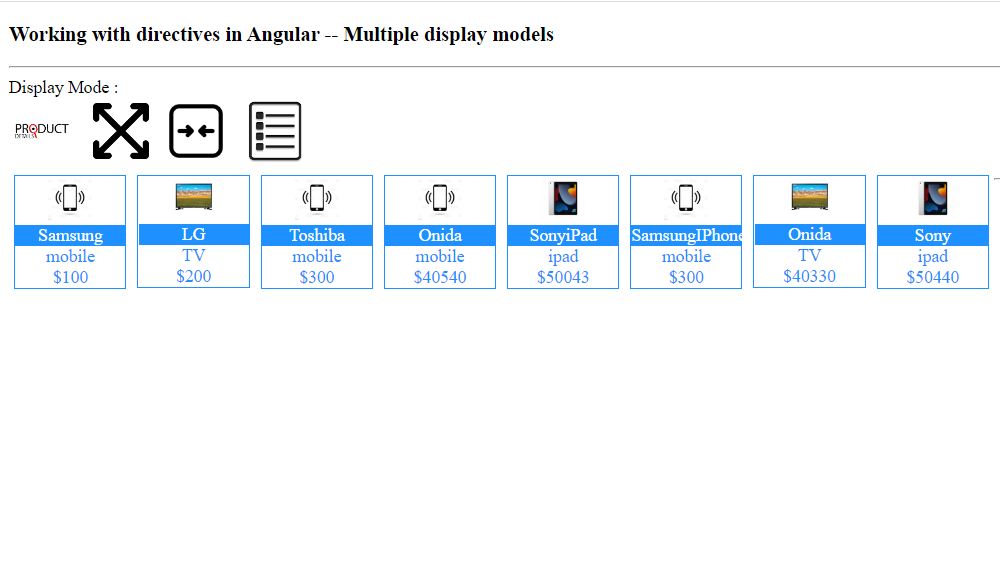 Working with directives in Angular -- Multiple display models
Display Mode :
PRODUCT
DETAILS
Samsung
mobile
$100
LG
TV
$200
Toshiba
mobile
$300
Onida
mobile
$40540
SonyiPad
ipad
$50043
SamsungIPhone
mobile
$300
Onida
TV
$40330
Sony
ipad
$50440